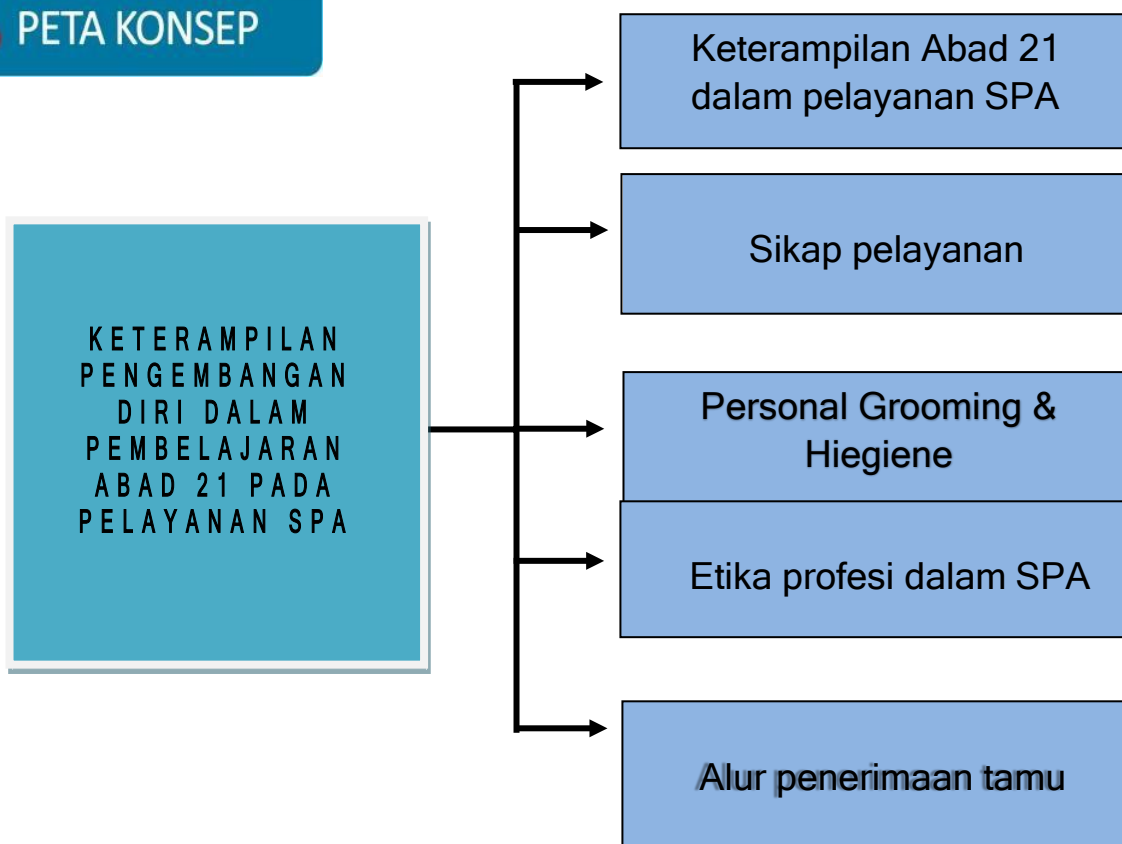 PETA KONSEP
Keterampilan Abad 21
dalam pelayanan SPA
Sikap pelayanan
KETERAMPILAN
PENGEMBANGAN
DIRI DALAM
PEMBELAJARAN
ABAD 21 PADA
PELAYANAN SPA
Personal Grooming &
Hiegiene
Etika profesi dalam SPA
Alur penerimaan tamu